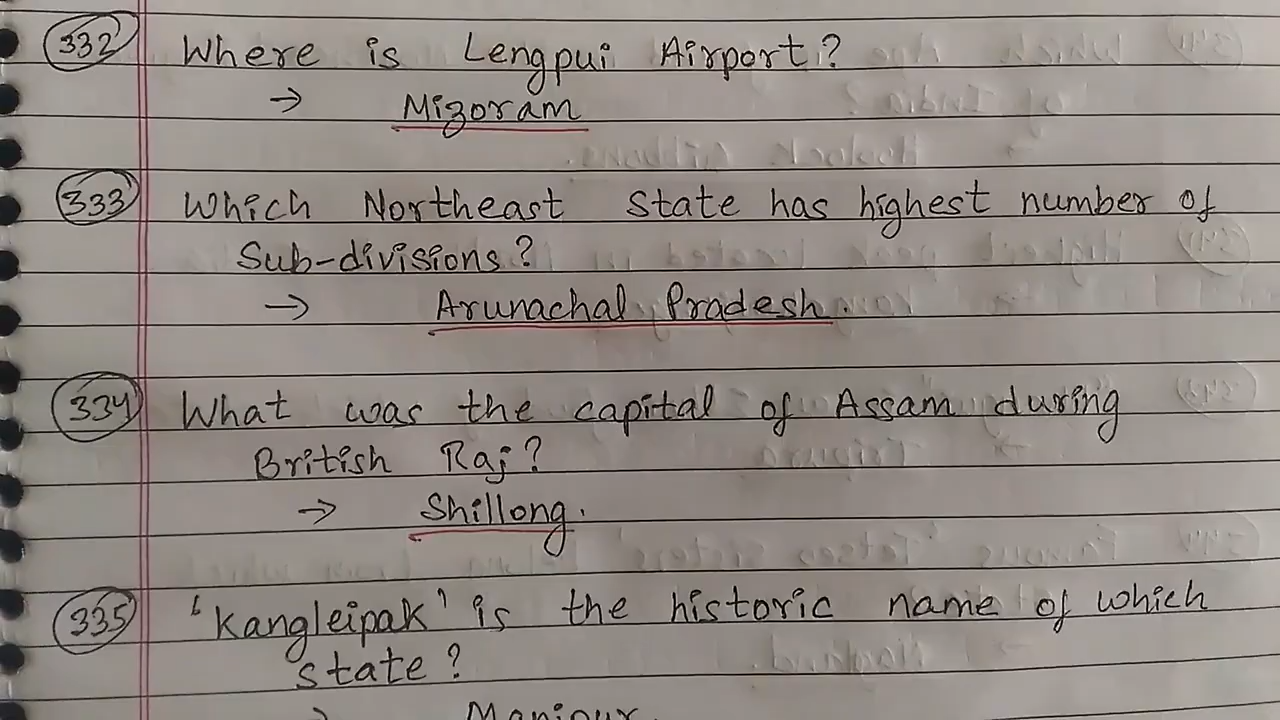 332 Where is Lengpui Airport?
→ Mizoram
333 Which Northeast State has highest number of
Sub-divisions?
→ Arunachal Pradesh.
334 What was the capital of Assam during
British Raj?
→ Shillong.
335 'Kangleipak' is the historic name of which
state?
→ Manipur.